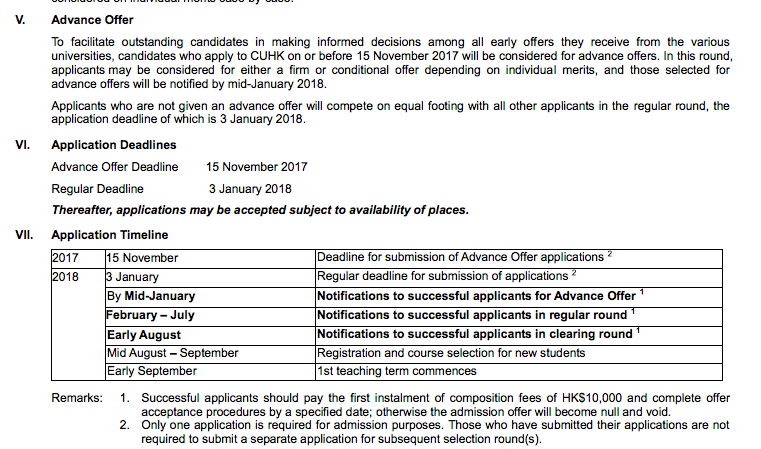 V. Advance Offer
To facilitate outstanding candidates in making informed decisions among all early offers they receive from the various
universities, candidates who apply to CUHK on or before 15 November 2017 will be considered for advance offers. In this round,
applicants may be considered for either a firm or conditional offer depending on individual merits, and those selected for
advance offers will be notified by mid-January 2018.
Applicants who are not given an advance offer will compete on equal footing with all other applicants in the regular round, the
application deadline of which is 3 January 2018.
VI. Application Deadlines
Advance Offer Deadline 15 November 2017
Regular Deadline 3 January 2018
Thereafter, applications may be accepted subject to availability of places.
VII. Application Timeline
2017 15 November Deadline for submission of Advance Offer applications 2
2018 3 January Regular deadline for submission of applications 2
By Mid-January Notifications to successful applicants for Advance Offer 1
February – July Notifications to successful applicants in regular round 1
Early August Notifications to successful applicants in clearing round 1
Mid August – September Registration and course selection for new students
Early September 1st teaching term commences
Remarks: 1. Successful applicants should pay the first instalment of composition fees of HK$10,000 and complete offer
acceptance procedures by a specified date; otherwise the admission offer will become null and void.
2. Only one application is required for admission purposes. Those who have submitted their applications are not
required to submit a separate application for subsequent selection round(s).